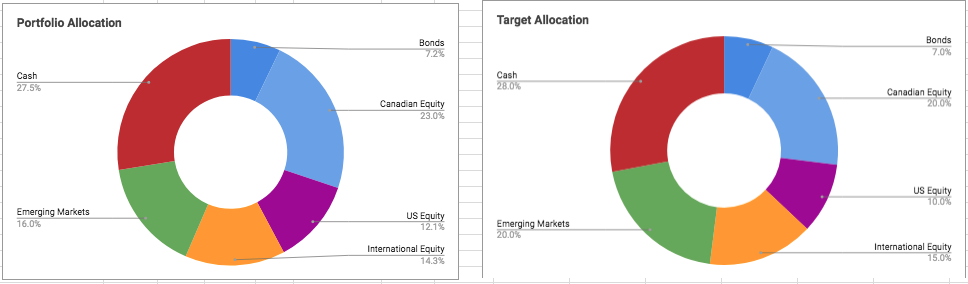 Portfolio Allocation
Bonds
7.2%
Cash
27.5%
Canadian Equity
23.0%
Emerging Markets
16.0%
US Equity
12.1%
International Equity
14.3%
Target Allocation
Bonds
7.0%
Cash
28.0%
Canadian Equity
20.0%
US Equity
10.0%
Emerging Markets
20.0%
International Equity
15.0%